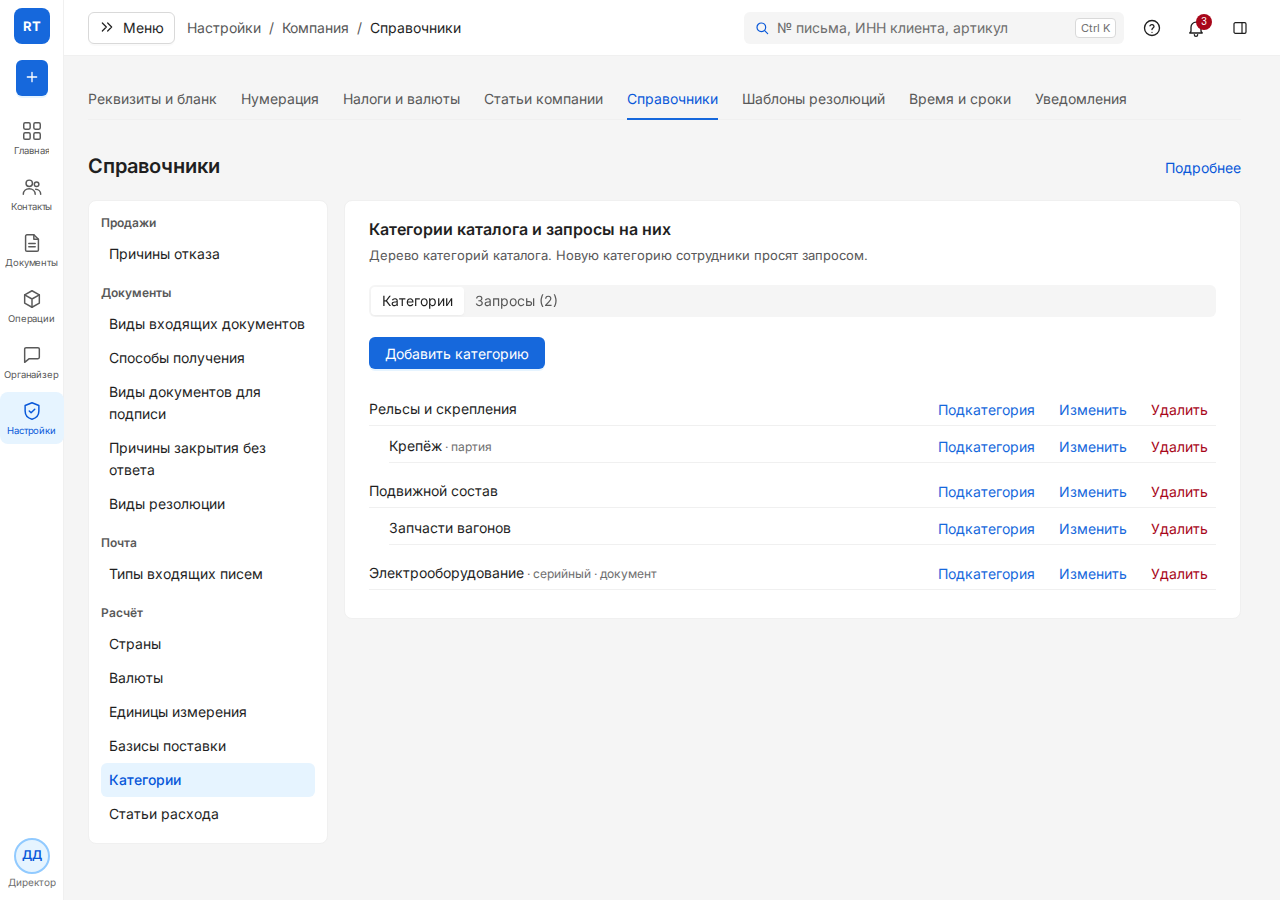 RT
Меню
Настройки / Компания / Справочники
№ письма, ИНН клиента, артикул
Ctrl K
3
Главная
Контакты
Документы
Операции
Органайзер
Настройки
ДД
Директор
Реквизиты и бланк
Нумерация
Налоги и валюты
Статьи компании
Справочники
Шаблоны резолюций
Время и сроки
Уведомления
Справочники
Подробнее
Продажи
Причины отказа
Документы
Виды входящих документов
Способы получения
Виды документов для
подписи
Причины закрытия без
ответа
Виды резолюции
Почта
Типы входящих писем
Расчёт
Страны
Валюты
Единицы измерения
Базисы поставки
Категории
Статьи расхода
Категории каталога и запросы на них
Дерево категорий каталога. Новую категорию сотрудники просят запросом.
Категории
Запросы (2)
Добавить категорию
Рельсы и скрепления Подкатегория Изменить Удалить
Крепёж · партия Подкатегория Изменить Удалить
Подвижной состав Подкатегория Изменить Удалить
Запчасти вагонов Подкатегория Изменить Удалить
Электрооборудование · серийный · документ Подкатегория Изменить Удалить